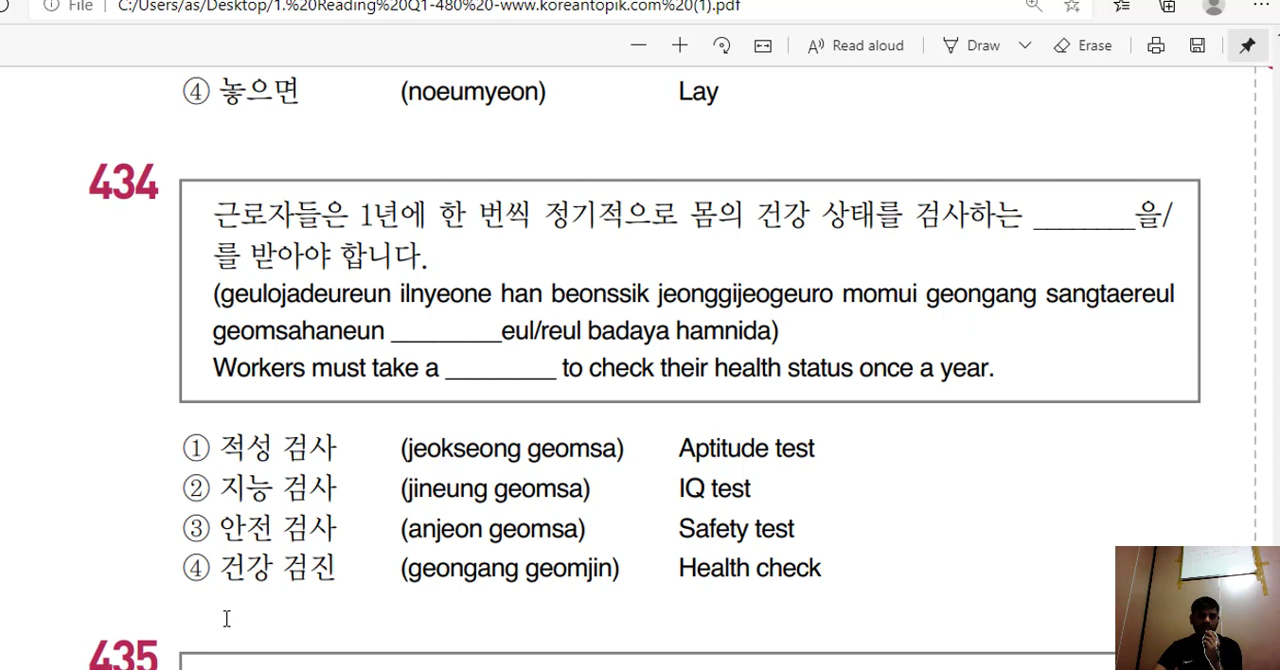 File C:/Users/as/Desktop/1.%20Reading%20Q1-480%20-www.koreantopik.com%20(1).pdf
Read aloud Draw Erase
④ 놓으면 (noeumyeon) Lay
434
근로자들은 1년에 한 번씩 정기적으로 몸의 건강 상태를 검사하는 ________을/
를 받아야 합니다.
(geulojadeureun ilnyeone han beonssik jeonggijeogeuro momui geongang sangtaereul
geomsahaneun ________eul/reul badaya hamnida)
Workers must take a ________ to check their health status once a year.
① 적성 검사 (jeokseong geomsa) Aptitude test
② 지능 검사 (jineung geomsa) IQ test
③ 안전 검사 (anjeon geomsa) Safety test
④ 건강 검진 (geongang geomjin) Health check
435